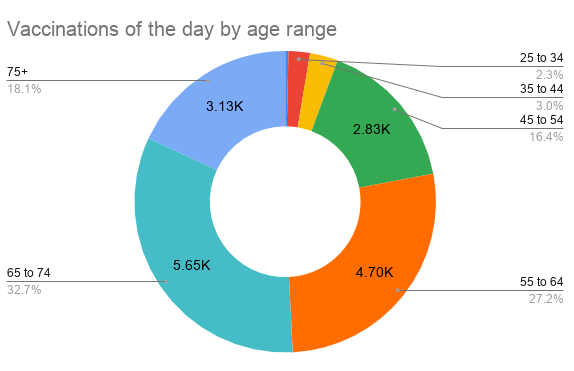 Vaccinations of the day by age range
25 to 34
2.3%
35 to 44
3.0%
45 to 54
16.4%
55 to 64
27.2%
65 to 74
32.7%
75+
18.1%
2.83K
4.70K
5.65K
3.13K